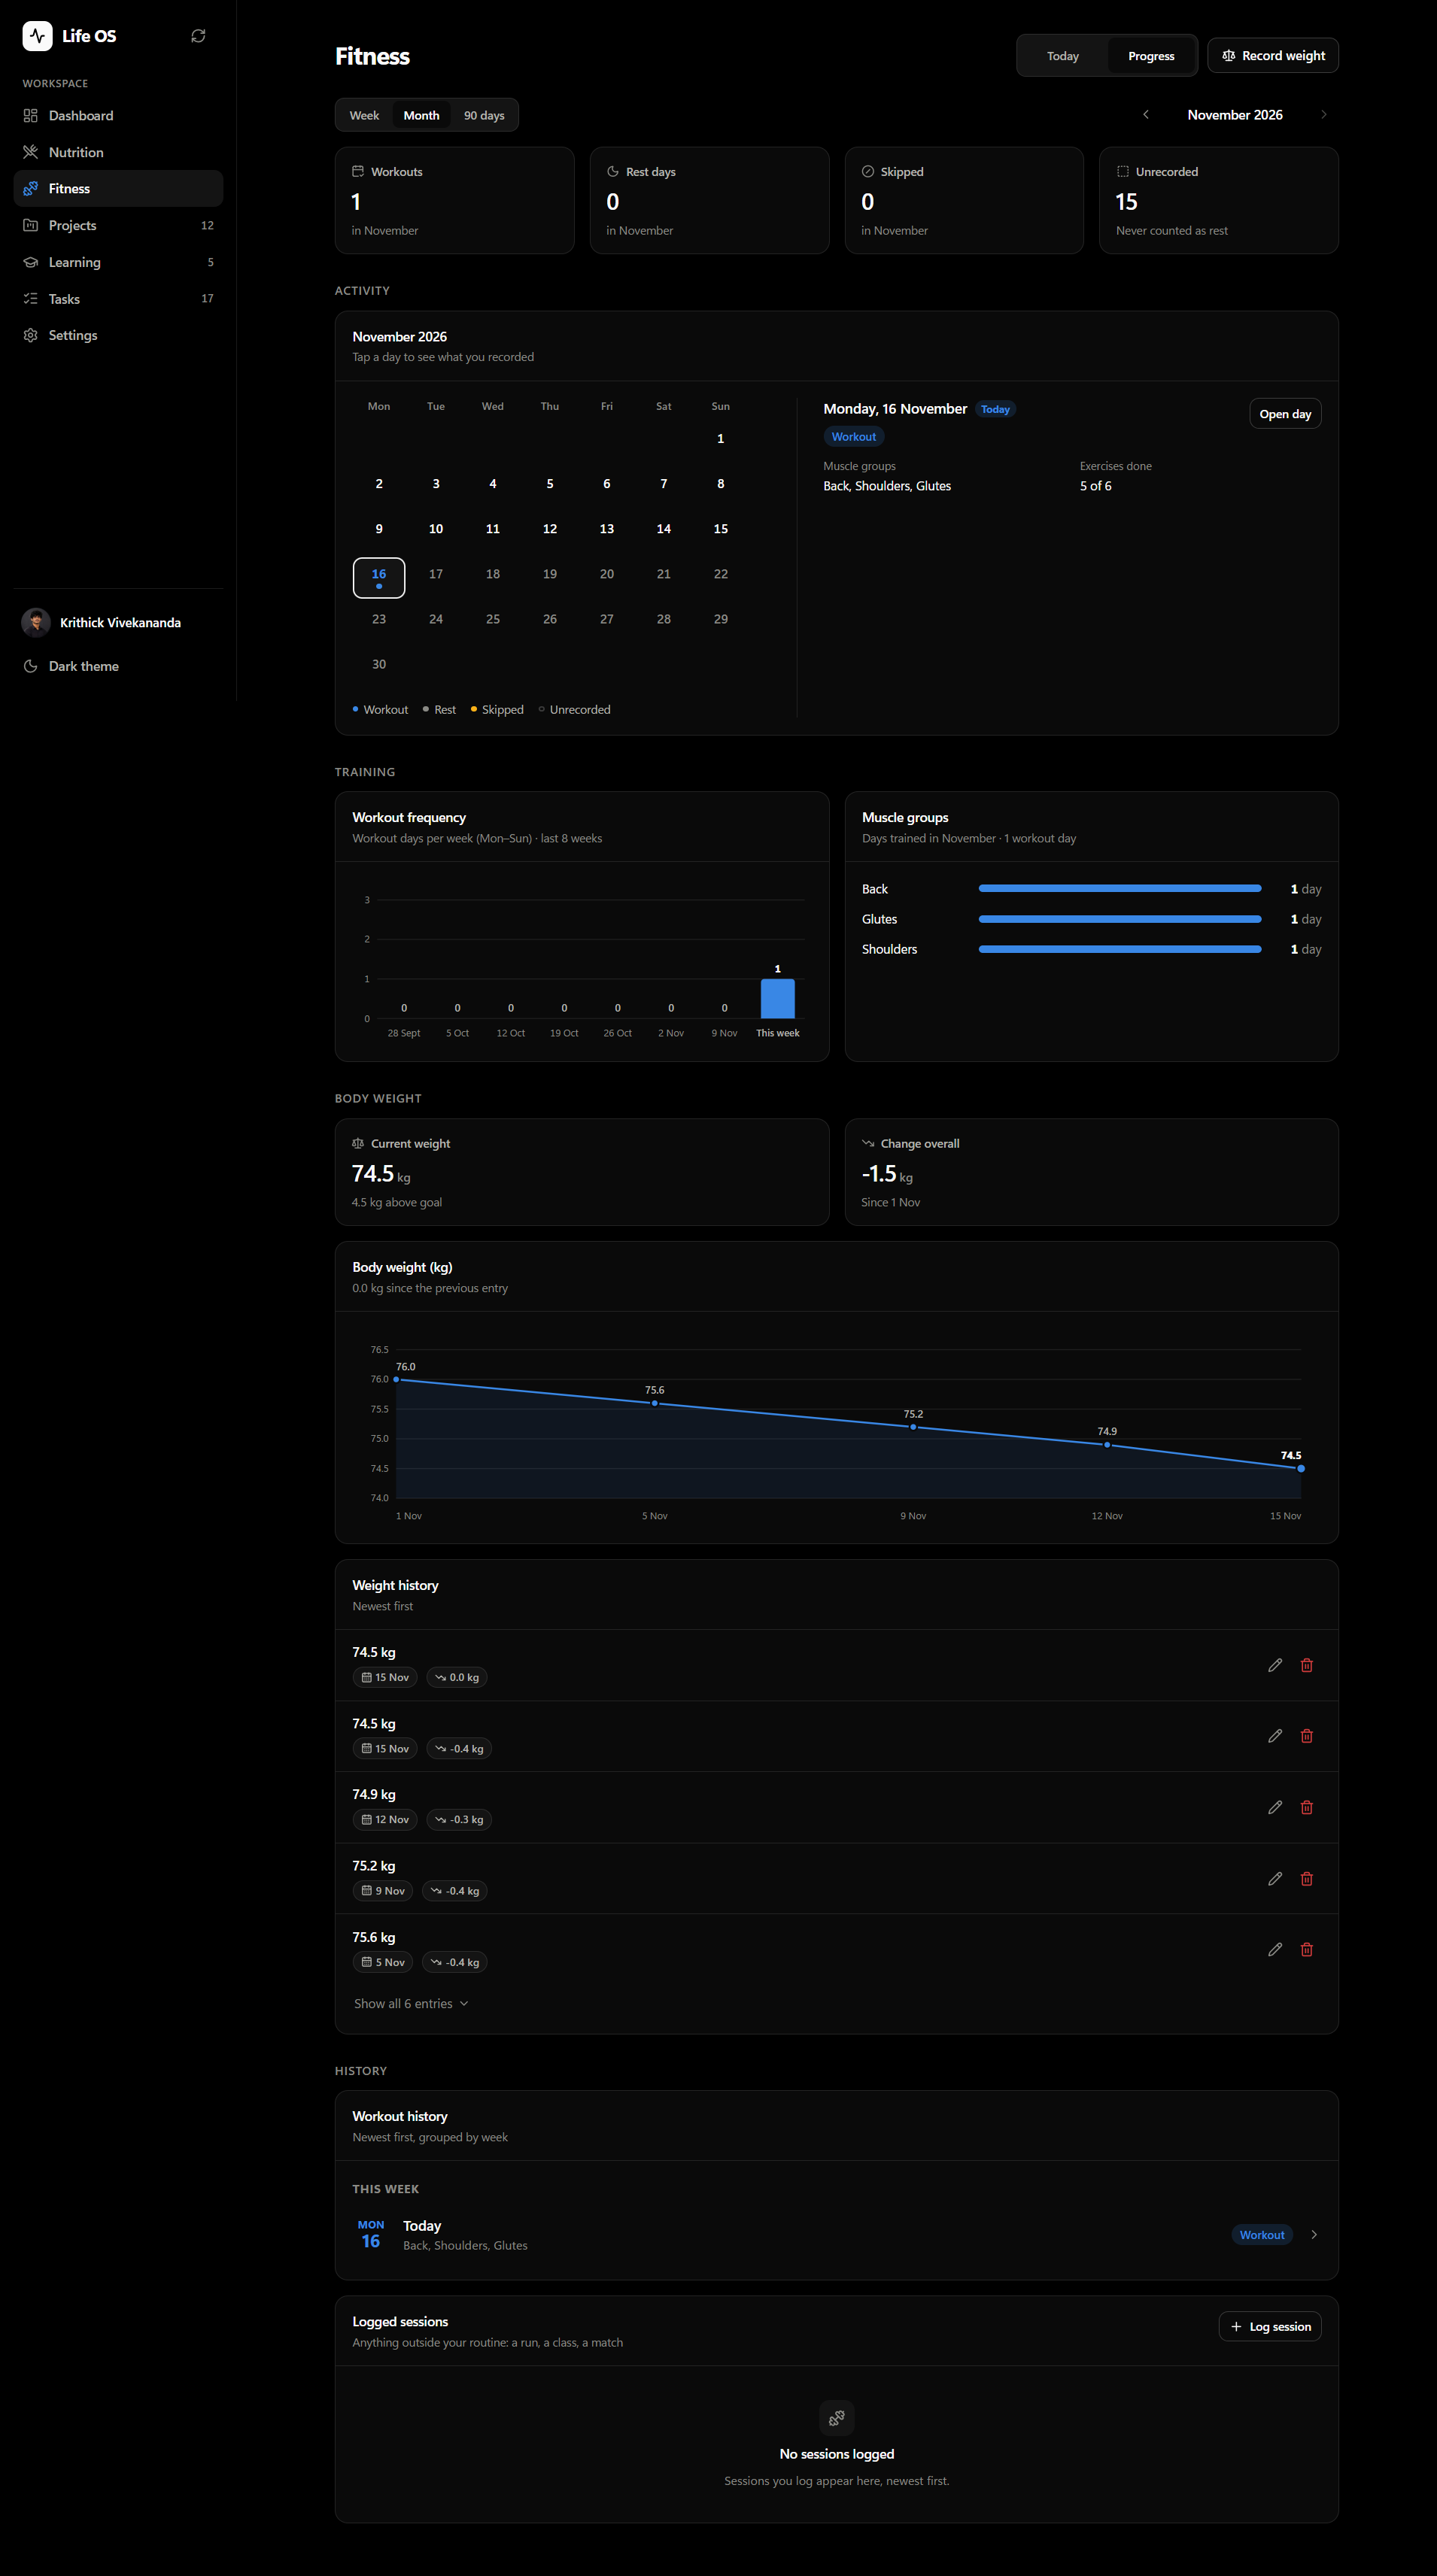 Life OS
WORKSPACE
Dashboard
Nutrition
Fitness
Projects 12
Learning 5
Tasks 17
Settings
Krithick Vivekananda
Dark theme
Fitness
Today Progress Record weight
Week Month 90 days
November 2026
Workouts
1
in November
Rest days
0
in November
Skipped
0
in November
Unrecorded
15
Never counted as rest
ACTIVITY
November 2026
Tap a day to see what you recorded
Mon Tue Wed Thu Fri Sat Sun
1
2 3 4 5 6 7 8
9 10 11 12 13 14 15
16 17 18 19 20 21 22
23 24 25 26 27 28 29
30
Workout Rest Skipped Unrecorded
Monday, 16 November Today
Open day
Workout
Muscle groups
Back, Shoulders, Glutes
Exercises done
5 of 6
TRAINING
Workout frequency
Workout days per week (Mon–Sun) · last 8 weeks
3
2
1
0
0 0 0 0 0 0 0 1
28 Sept 5 Oct 12 Oct 19 Oct 26 Oct 2 Nov 9 Nov This week
Muscle groups
Days trained in November · 1 workout day
Back 1 day
Glutes 1 day
Shoulders 1 day
BODY WEIGHT
Current weight
74.5 kg
4.5 kg above goal
Change overall
-1.5 kg
Since 1 Nov
Body weight (kg)
0.0 kg since the previous entry
76.5
76.0
75.5
75.0
74.5
74.0
76.0 75.6 75.2 74.9 74.5
1 Nov 5 Nov 9 Nov 12 Nov 15 Nov
Weight history
Newest first
74.5 kg
15 Nov 0.0 kg
74.5 kg
15 Nov -0.4 kg
74.9 kg
12 Nov -0.3 kg
75.2 kg
9 Nov -0.4 kg
75.6 kg
5 Nov -0.4 kg
Show all 6 entries
HISTORY
Workout history
Newest first, grouped by week
THIS WEEK
MON
16
Today
Back, Shoulders, Glutes
Workout
Logged sessions
Anything outside your routine: a run, a class, a match
Log session
No sessions logged
Sessions you log appear here, newest first.